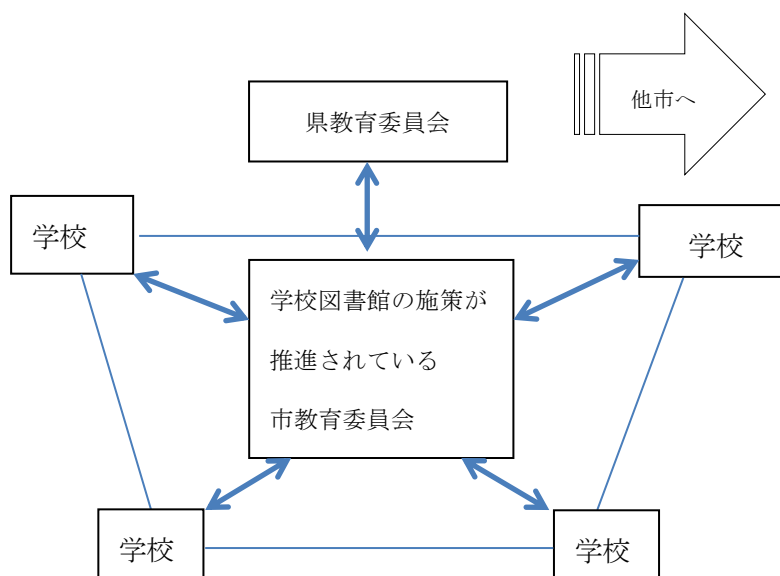 他市へ
県教育委員会
学校
学校
学校図書館の施策が
推進されている
市教育委員会
学校
学校